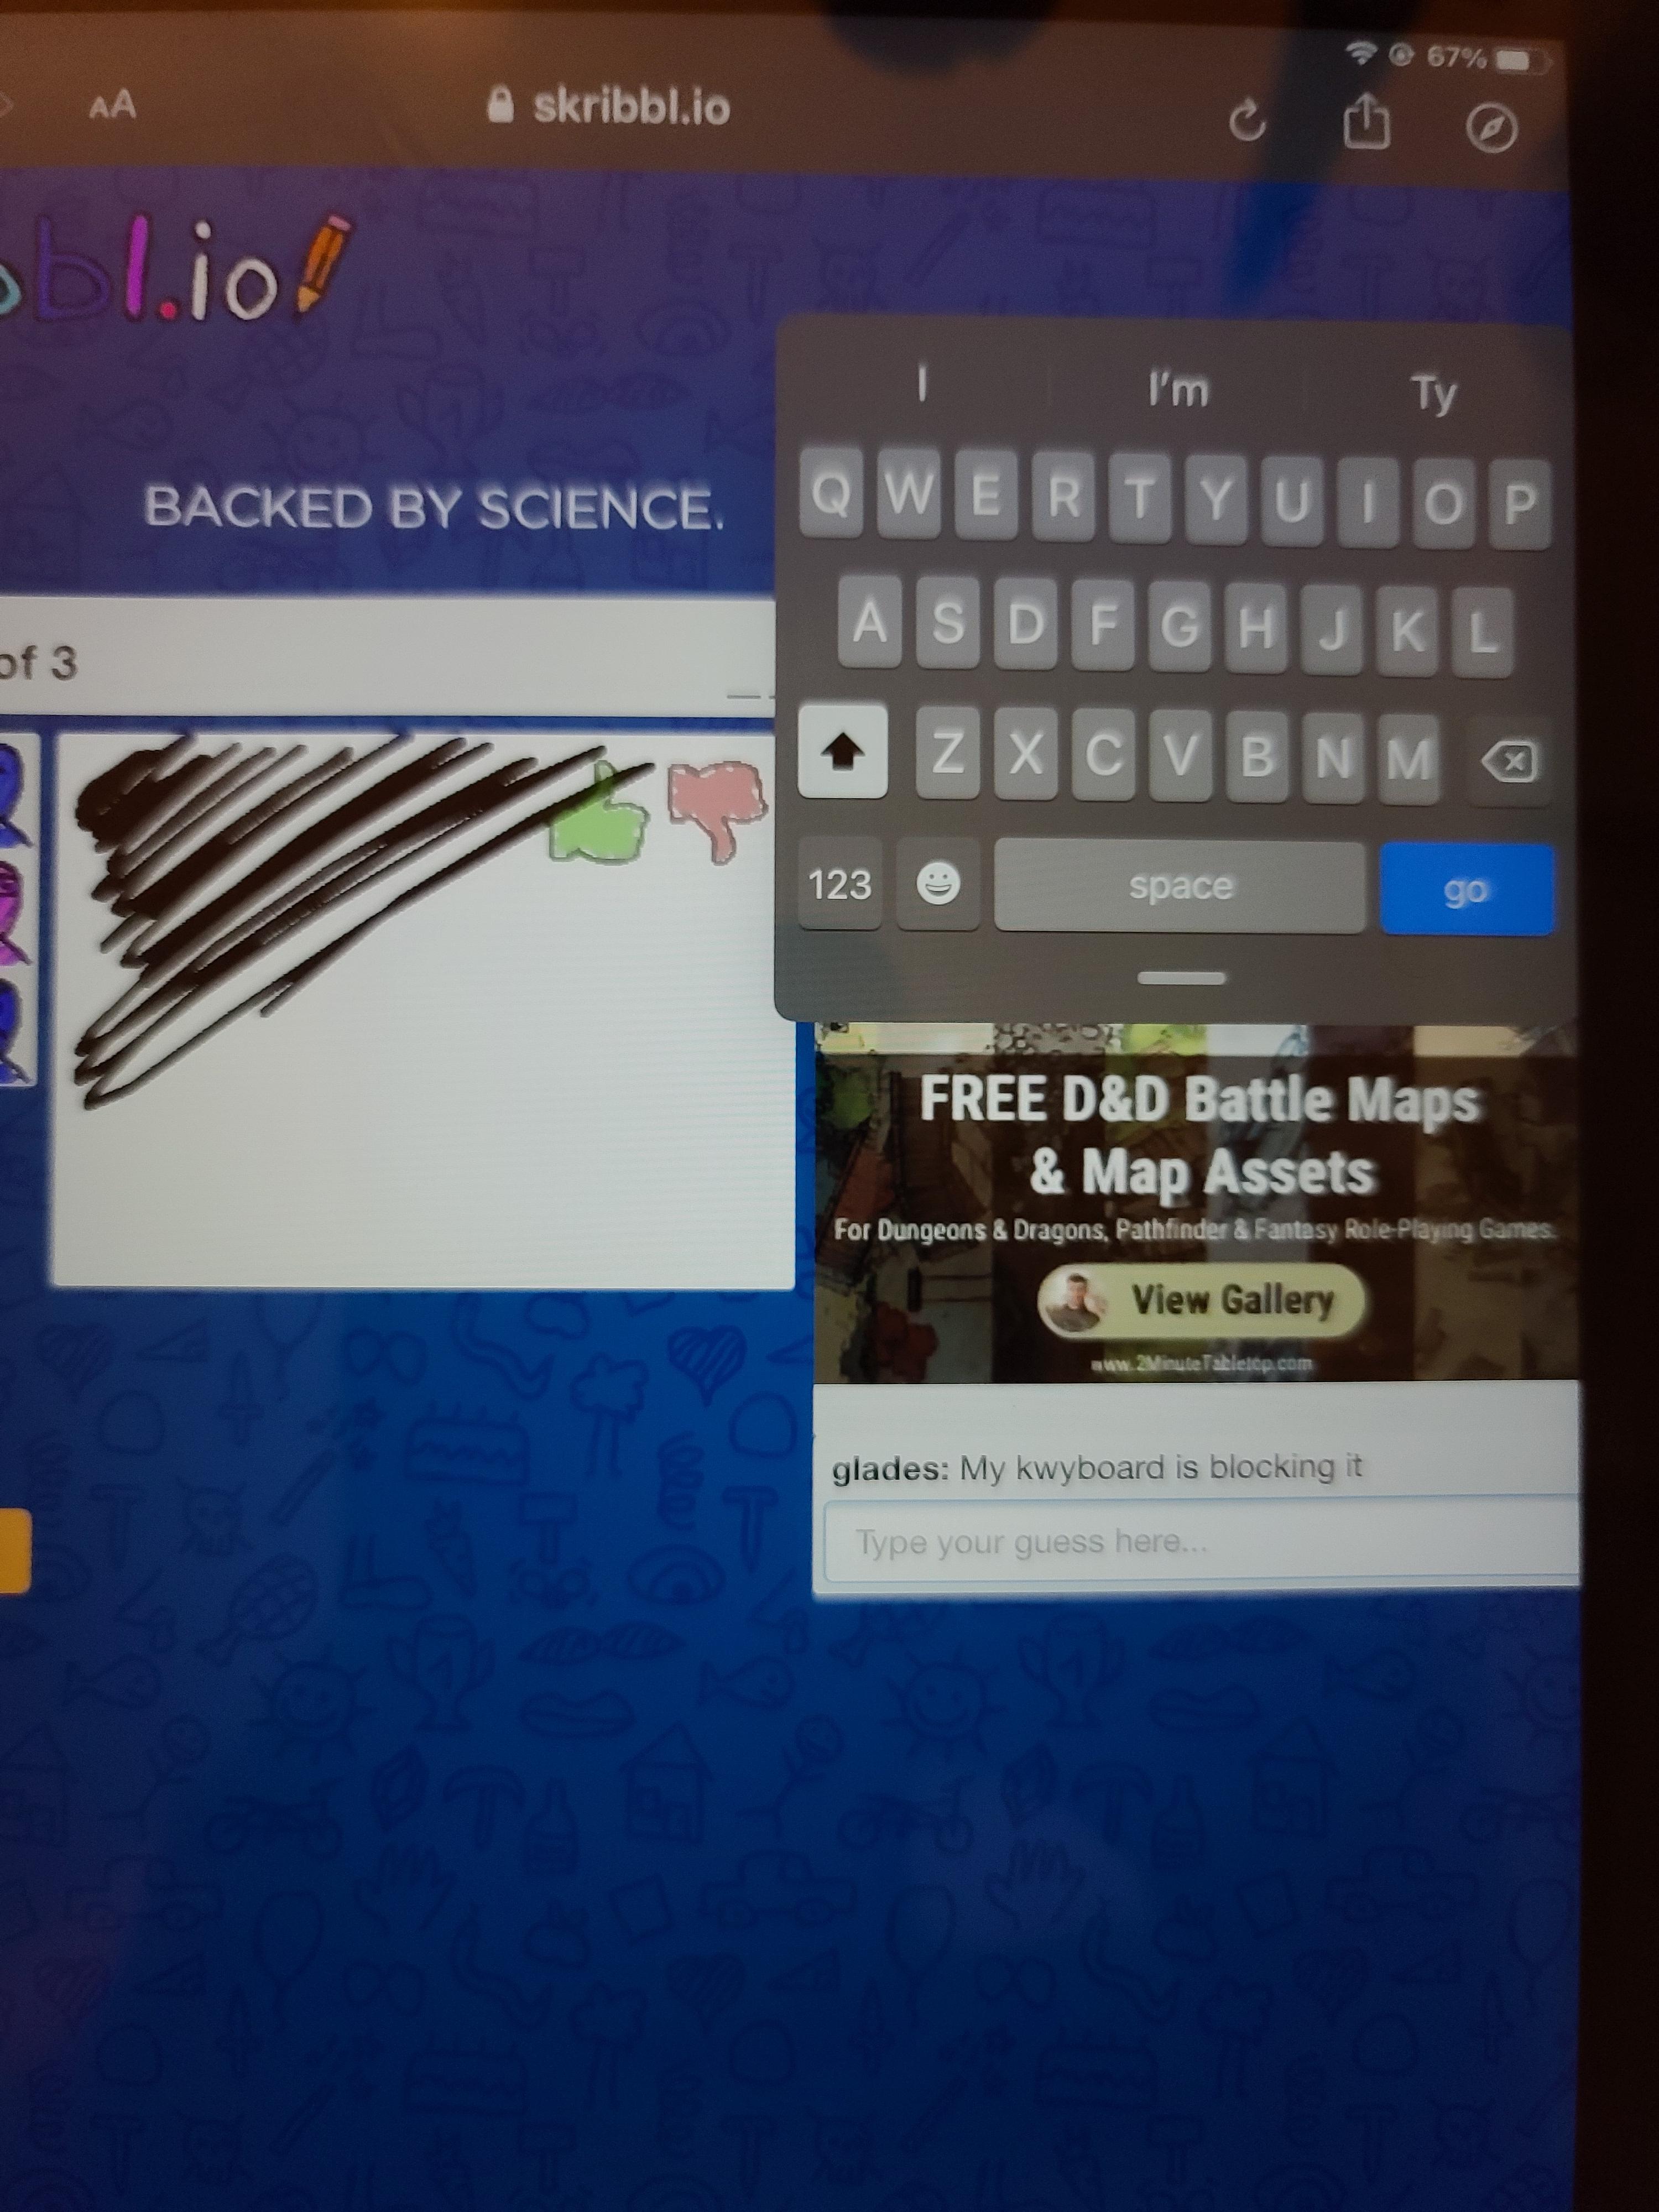 67%
AA
skribbl.io
bl.io
I I'm Ty
Q W E R T Y U I O P
BACKED BY SCIENCE.
A S D F G H J K L
of 3
Z X C V B N M
123 space go
FREE D&D Battle Maps
& Map Assets
For Dungeons & Dragons, Pathfinder & Fantasy Role-Playing Games.
View Gallery
www.2MinuteTabletop.com
glades: My kwyboard is blocking it
Type your guess here...